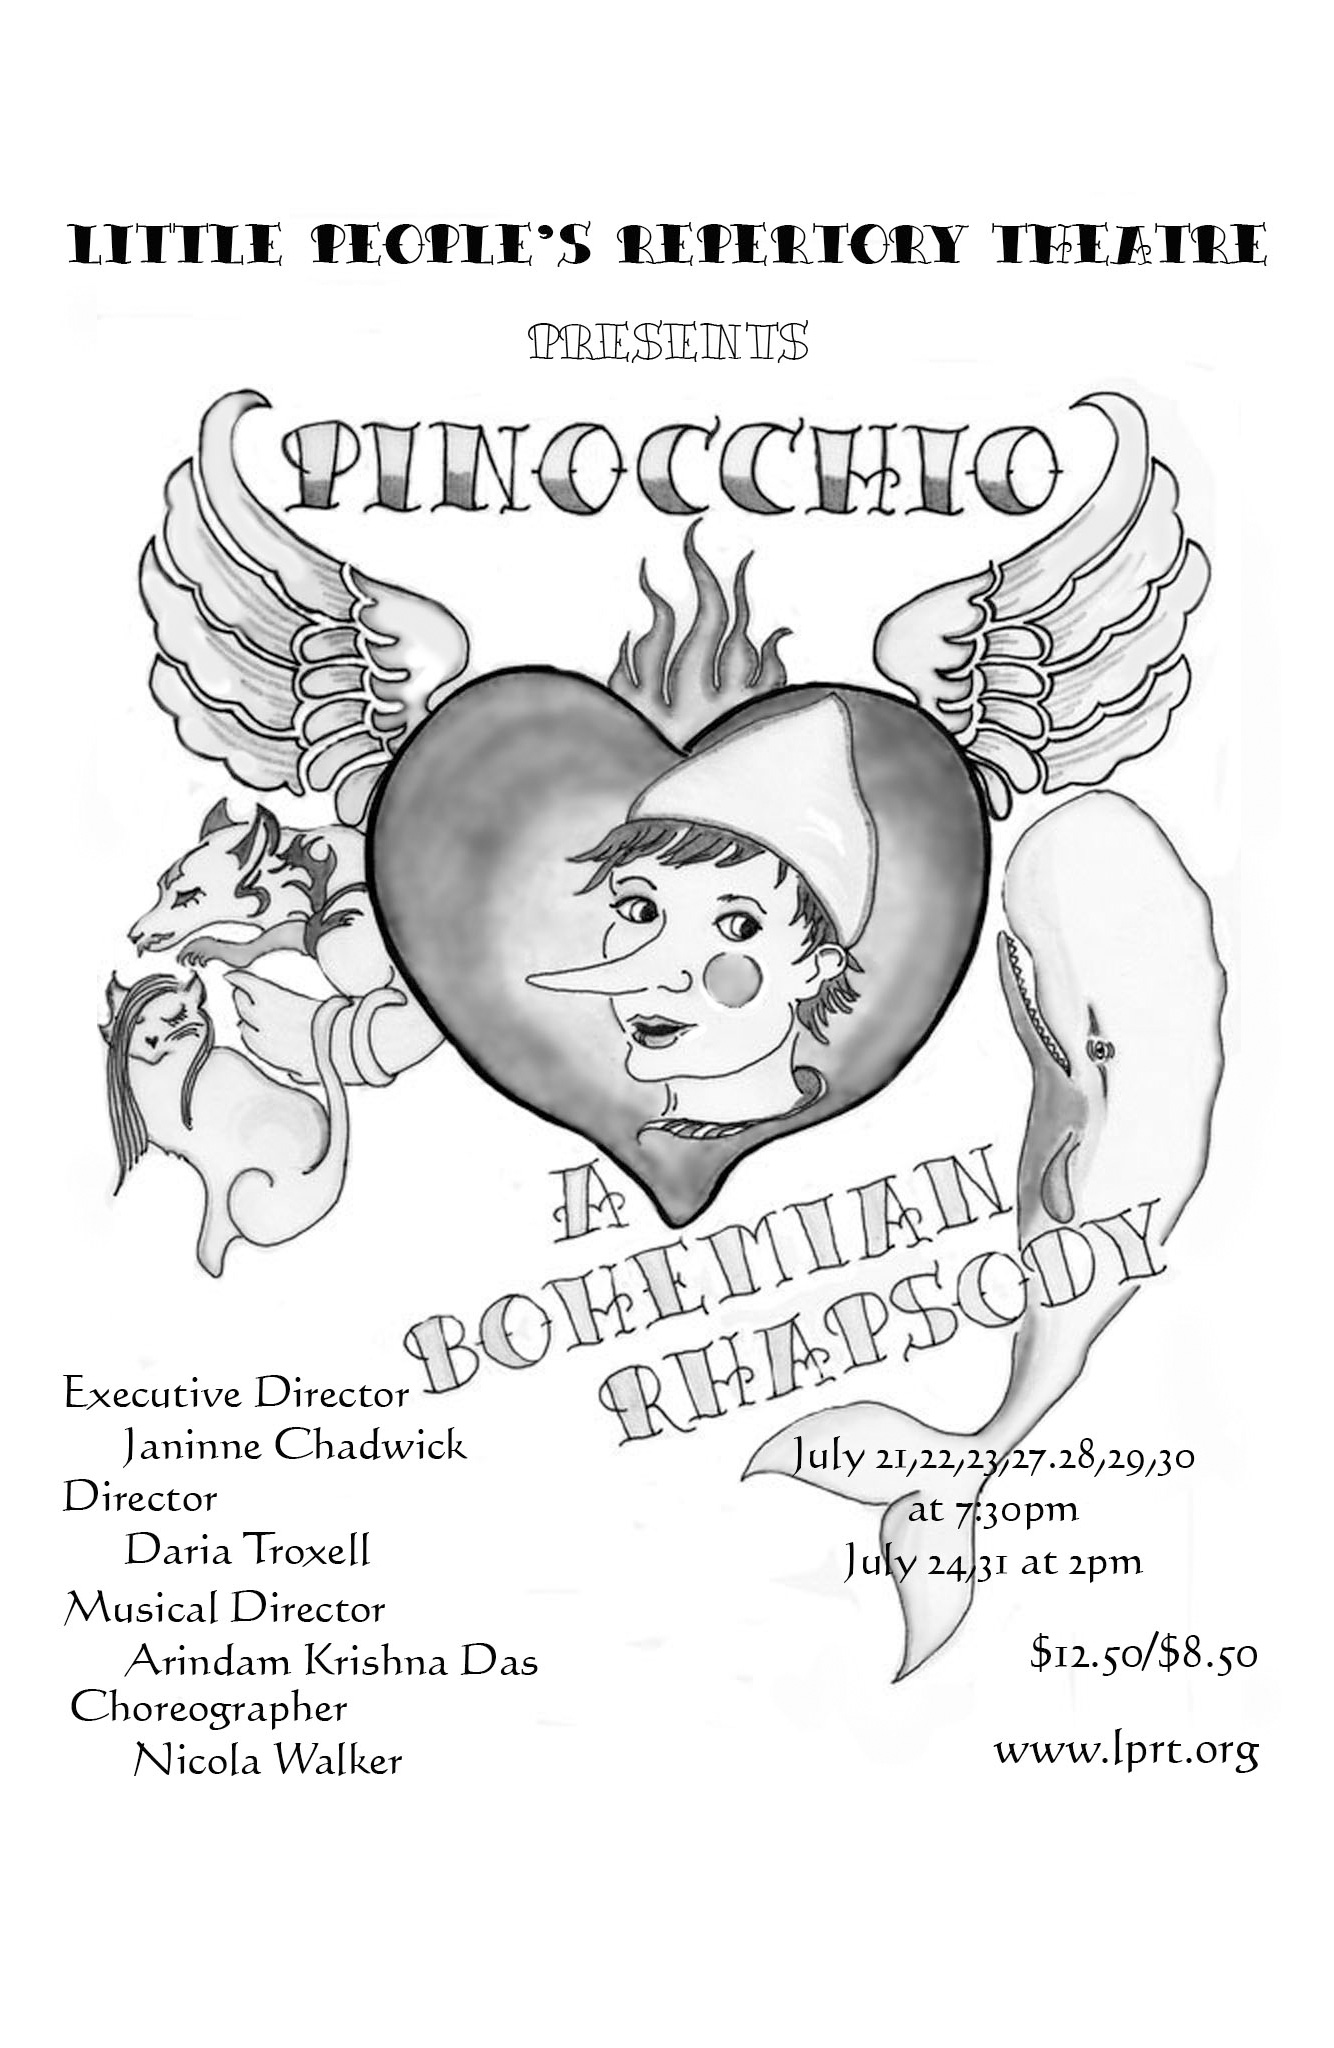 LITTLE PEOPLE'S REPERTORY THEATRE
PRESENTS
PINOCCHIO
A
BOHEMIAN
RHAPSODY
Executive Director
Janinne Chadwick
Director
Daria Troxell
Musical Director
Arindam Krishna Das
Choreographer
Nicola Walker
July 21,22,23,27.28,29,30
at 7:30pm
July 24,31 at 2pm
$12.50/$8.50
www.lprt.org